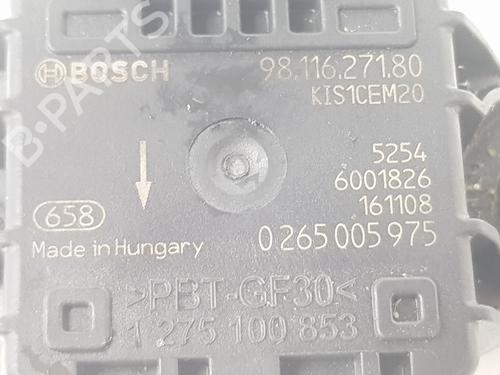 BOSCH 98.116.271.80
KIS1CEM20
5254
6001826
161108
658
Made in Hungary 0 265 005 975
>PBT-GF30<
1 275 100 853
B-PARTS